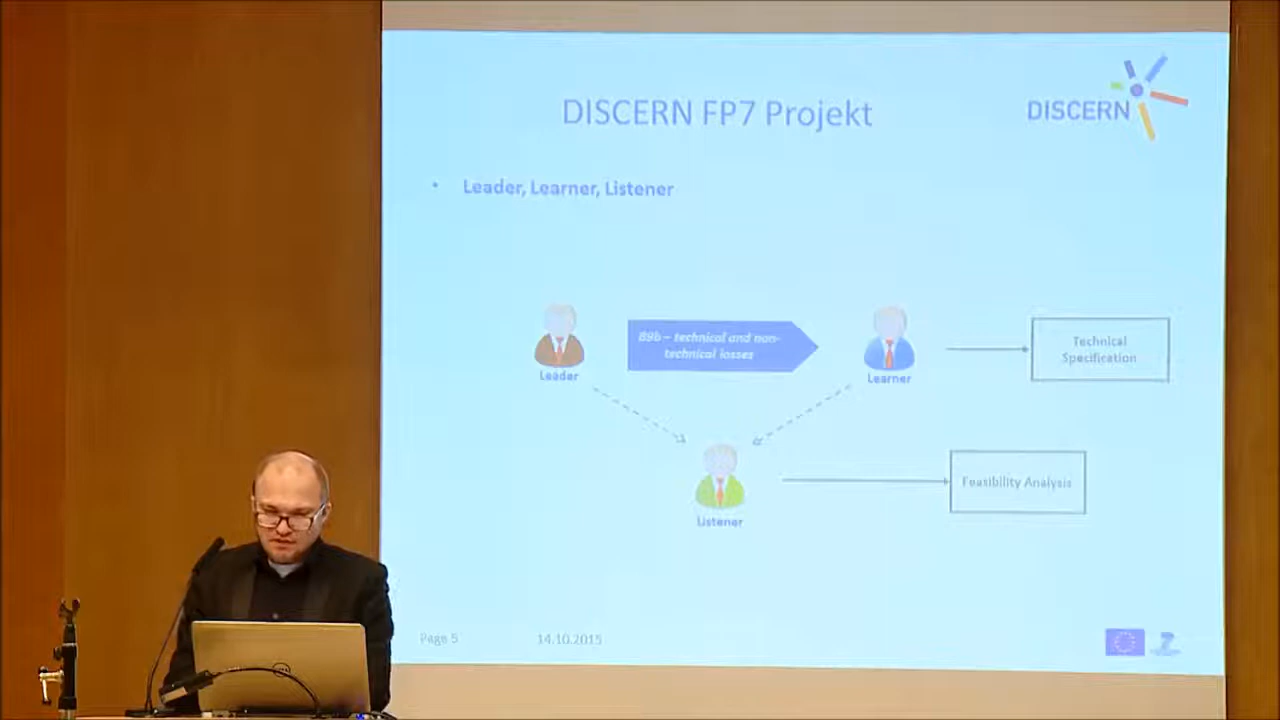 DISCERN FP7 Projekt
DISCERN
• Leader, Learner, Listener
B9b – technical and non-
technical losses
Technical
Specification
Leader
Learner
Feasibility Analysis
Listener
Page 5
14.10.2015